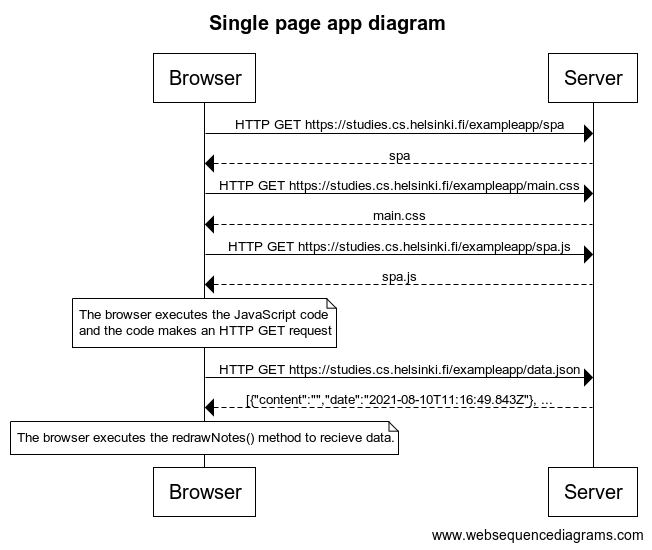 Single page app diagram
Browser
Server
HTTP GET https://studies.cs.helsinki.fi/exampleapp/spa
spa
HTTP GET https://studies.cs.helsinki.fi/exampleapp/main.css
main.css
HTTP GET https://studies.cs.helsinki.fi/exampleapp/spa.js
spa.js
The browser executes the JavaScript code
and the code makes an HTTP GET request
HTTP GET https://studies.cs.helsinki.fi/exampleapp/data.json
[{"content":"","date":"2021-08-10T11:16:49.843Z"}, ...
The browser executes the redrawNotes() method to recieve data.
Browser
Server
www.websequencediagrams.com